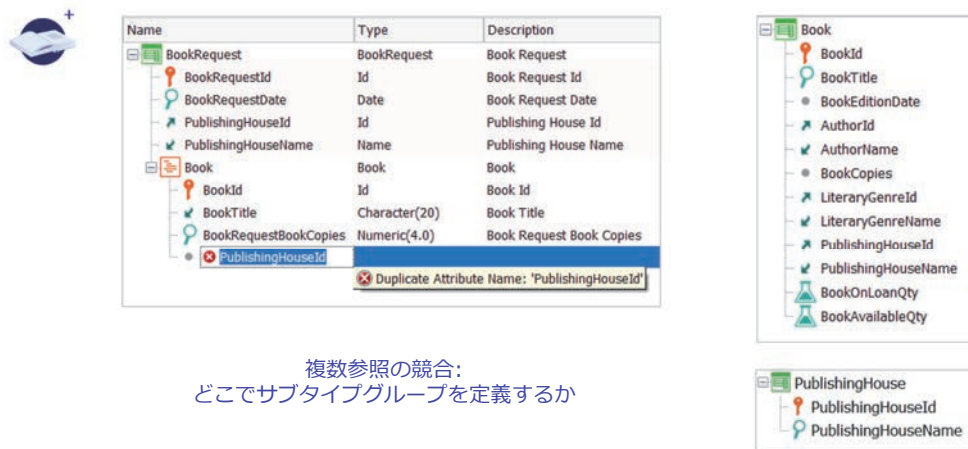 Name Type Description
BookRequest BookRequest Book Request
BookRequestId Id Book Request Id
BookRequestDate Date Book Request Date
PublishingHouseId Id Publishing House Id
PublishingHouseName Name Publishing House Name
Book Book Book
BookId Id Book Id
BookTitle Character(20) Book Title
BookRequestBookCopies Numeric(4.0) Book Request Book Copies
PublishingHouseId
Duplicate Attribute Name: 'PublishingHouseId'
複数参照の競合:
どこでサブタイプグループを定義するか
Book
BookId
BookTitle
BookEditionDate
AuthorId
AuthorName
BookCopies
LiteraryGenreId
LiteraryGenreName
PublishingHouseId
PublishingHouseName
BookOnLoanQty
BookAvailableQty
PublishingHouse
PublishingHouseId
PublishingHouseName